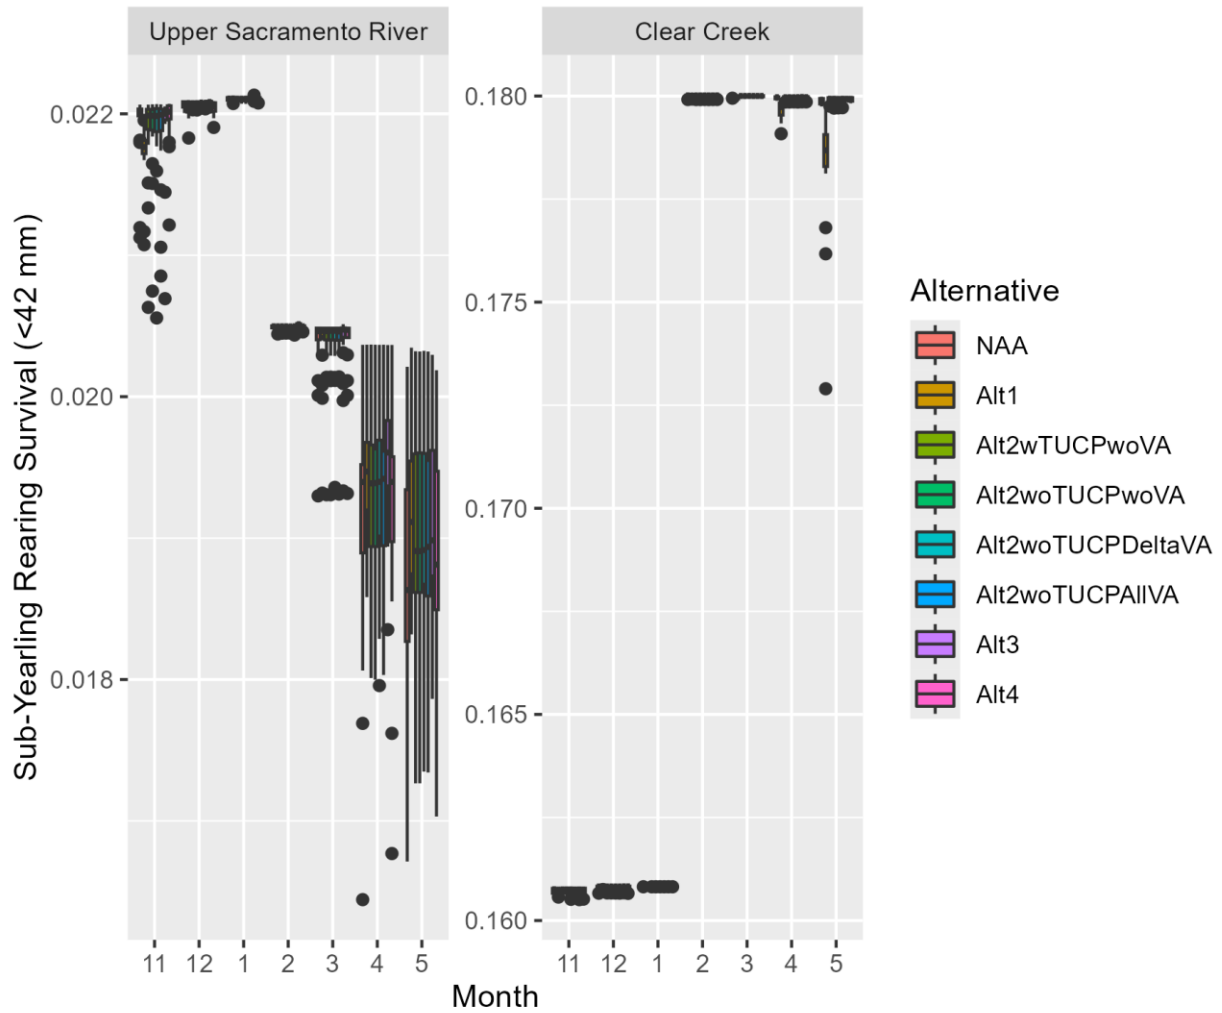 Upper Sacramento River
Clear Creek
Sub-Yearling Rearing Survival (<42 mm)
0.022
0.020
0.018
0.180
0.175
0.170
0.165
0.160
11 12 1 2 3 4 5
11 12 1 2 3 4 5
Month
Alternative
NAA
Alt1
Alt2wTUCPwoVA
Alt2woTUCPwoVA
Alt2woTUCPDeltaVA
Alt2woTUCPAllVA
Alt3
Alt4